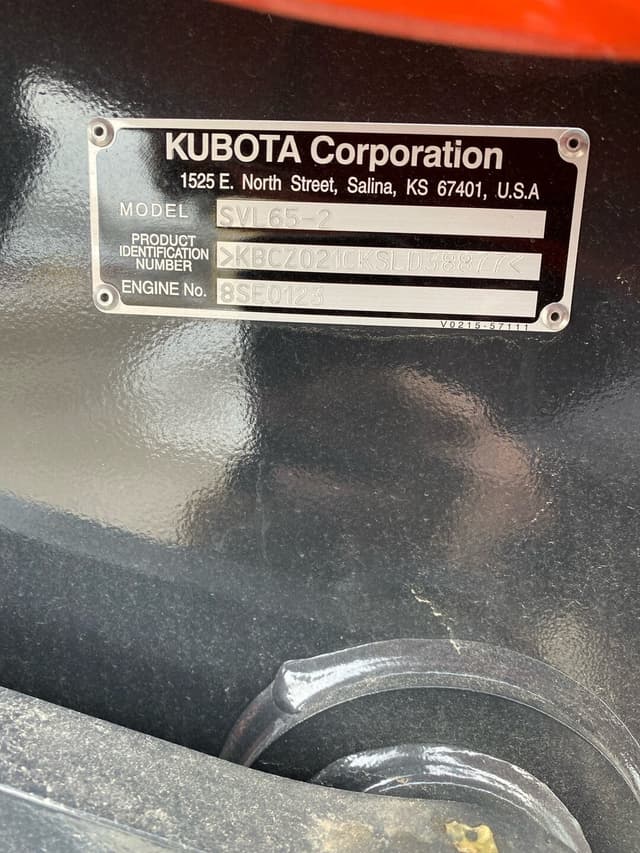 KUBOTA Corporation
1525 E. North Street, Salina, KS 67401, U.S.A
MODEL SVL65-2
PRODUCT
IDENTIFICATION
NUMBER >KBCZ021CKSLD38877<
ENGINE No. 8SE0123
V0215-57111